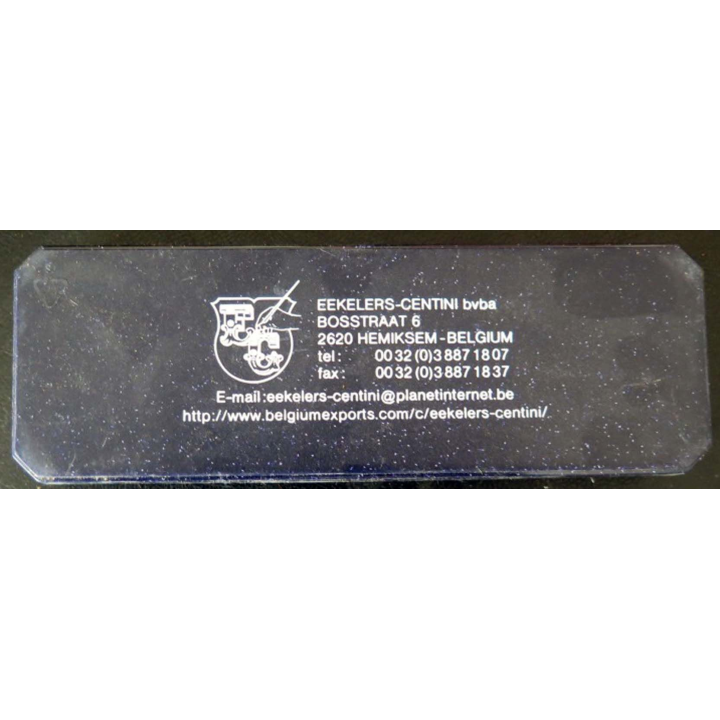 EEKELERS-CENTINI bvba
BOSSTRAAT 6
2620 HEMIKSEM-BELGIUM
tel: 00 32 (0)3 887 18 07
fax: 00 32 (0)3 887 18 37
E-mail:eekelers-centini@planetinternet.be
http://www.belgiumexports.com/c/eekelers-centini/